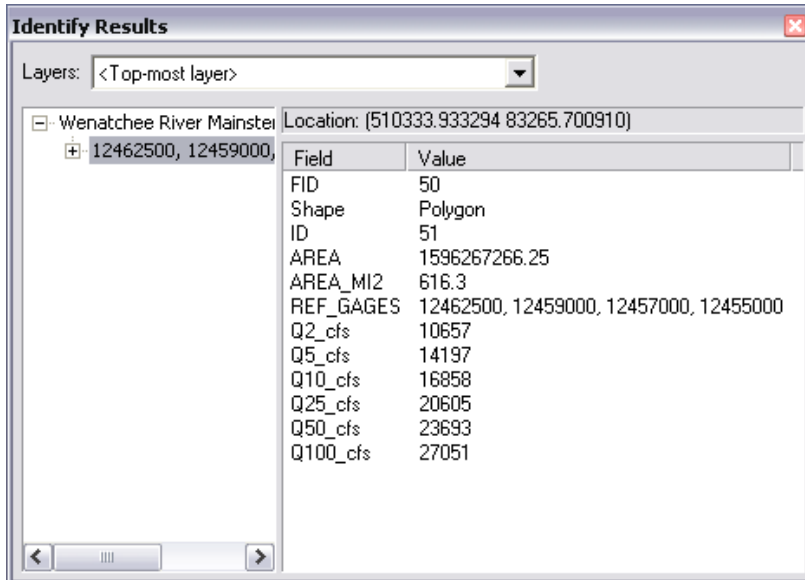 Identify Results
Layers: <Top-most layer>
Wenatchee River Mainster
12462500, 12459000,
Location: (510333.933294 83265.700910)
Field Value
FID 50
Shape Polygon
ID 51
AREA 1596267266.25
AREA_MI2 616.3
REF_GAGES 12462500, 12459000, 12457000, 12455000
Q2_cfs 10657
Q5_cfs 14197
Q10_cfs 16858
Q25_cfs 20605
Q50_cfs 23693
Q100_cfs 27051